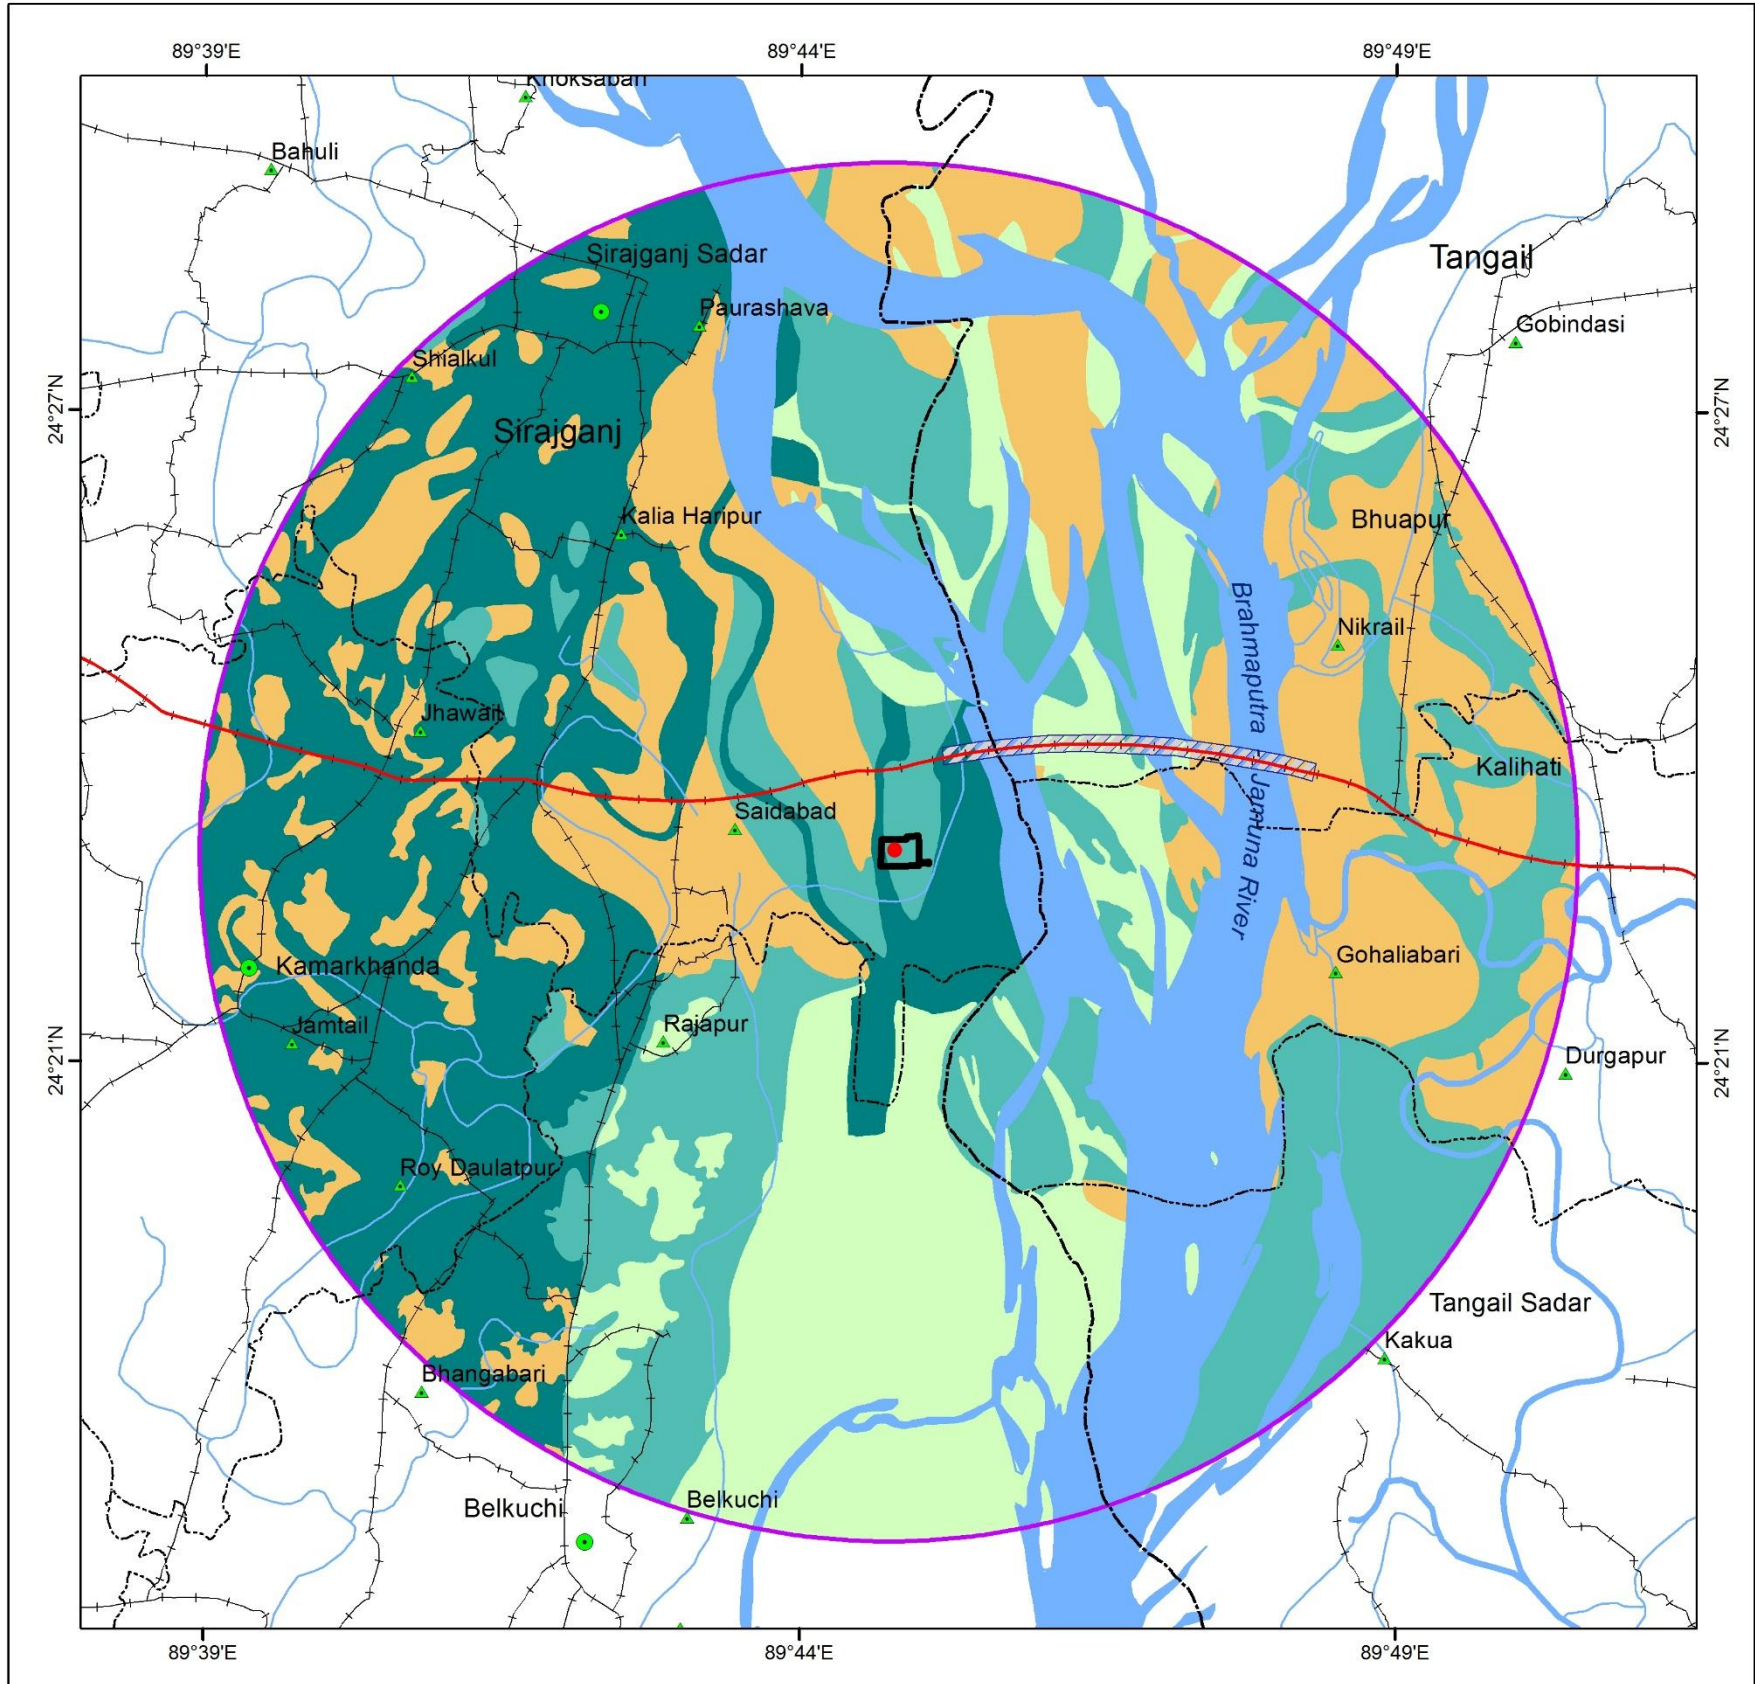 89°39'E
89°44'E
89°49'E
Khoksabari
Bahuli
Sirajganj Sadar
Tangail
Paurashava
Gobindasi
Shialkul
24°27'N
24°27'N
Sirajganj
Kalia Haripur
Bhuapur
Nikrail
Jhawail
Brahmaputra - Jamuna River
Kalihati
Saidabad
Gohaliabari
Kamarkhanda
Jamtail
Rajapur
24°21'N
24°21'N
Durgapur
Roy Daulatpur
Tangail Sadar
Kakua
Bhangabari
Belkuchi
Belkuchi
89°39'E
89°44'E
89°49'E